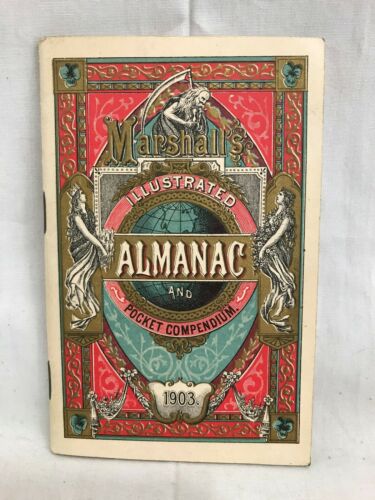 Marshall's
ILLUSTRATED
ALMANAC
AND
POCKET COMPENDIUM.
1903.